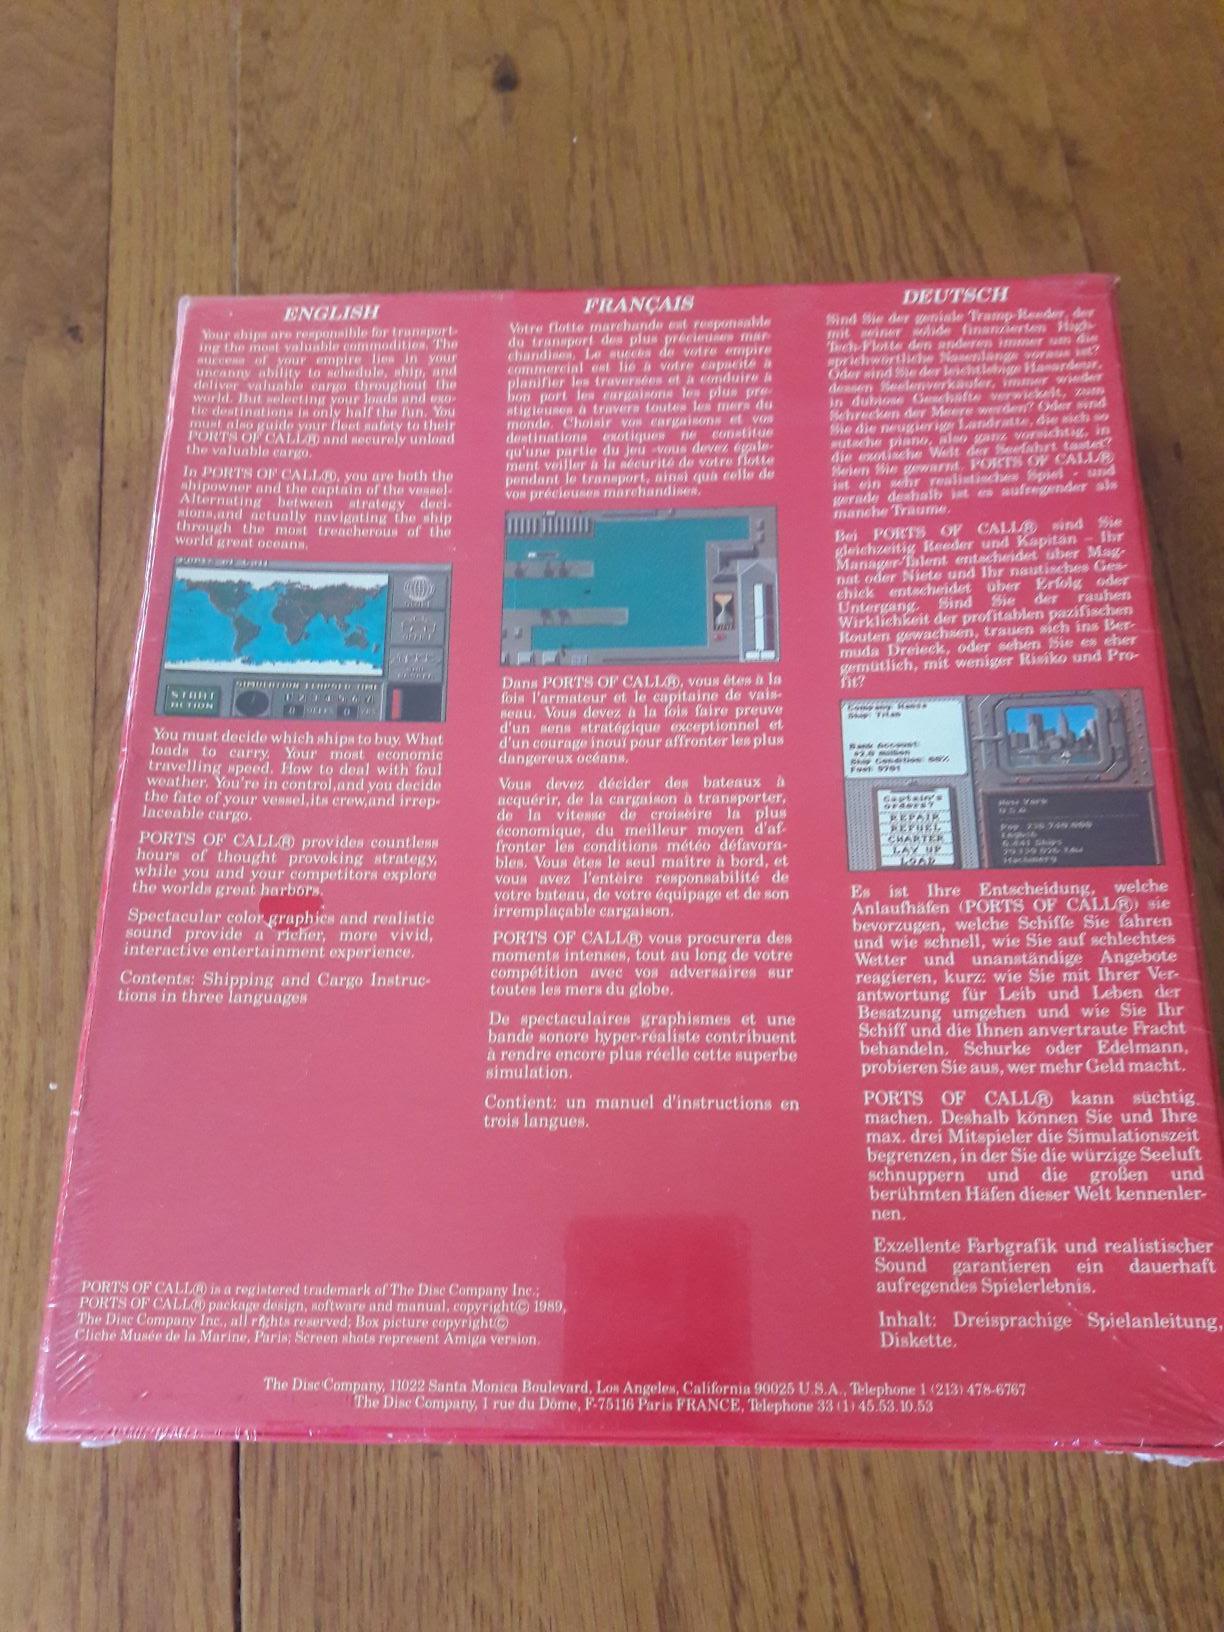 ENGLISH
Your ships are responsible for transport-
ing the most valuable commodities. The
success of your empire lies in your
uncanny ability to schedule, ship, and
deliver valuable cargo throughout the
world. But selecting your loads and exo-
tic destinations is only half the fun. You
must also guide your fleet safety to their
PORTS OF CALL® and securely unload
the valuable cargo.
In PORTS OF CALL®, you are both the
shipowner and the captain of the vessel-
Alternating between strategy deci-
sions,and actually navigating the ship
through the most treacherous of the
world great oceans.
PORTS OF CALL
START
ACTION
SIMULATION ELAPSED TIME
You must decide which ships to buy. What
loads to carry. Your most economic
travelling speed. How to deal with foul
weather. You're in control,and you decide
the fate of your vessel,its crew,and irrep-
laceable cargo.
PORTS OF CALL® provides countless
hours of thought provoking strategy,
while you and your competitors explore
the worlds great harbors.
Spectacular color graphics and realistic
sound provide a richer, more vivid,
interactive entertainment experience.
Contents: Shipping and Cargo Instruc-
tions in three languages
FRANÇAIS
Votre flotte marchande est responsable
du transport des plus précieuses mar-
chandises. Le succès de votre empire
commercial est lié à votre capacité à
planifier les traversées et à conduire à
bon port les cargaisons les plus pre-
stigieuses à travers toutes les mers du
monde. Choisir vos cargaisons et vos
destinations exotiques ne constitue
qu'une partie du jeu -vous devez égale-
ment veiller à la sécurité de votre flotte
pendant le transport, ainsi que celle de
vos précieuses marchandises.
Dans PORTS OF CALL®, vous êtes à la
fois l'armateur et le capitaine de vais-
seau. Vous devez à la fois faire preuve
d'un sens stratégique exceptionnel et
d'un courage inouï pour affronter les plus
dangereux océans.
Vous devez décider des bateaux à
acquérir, de la cargaison à transporter,
de la vitesse de croisèire la plus
économique, du meilleur moyen d'af-
fronter les conditions météo défavora-
bles. Vous êtes le seul maître à bord, et
vous avez l'entèire responsabilité de
votre bateau, de votre équipage et de son
irremplaçable cargaison.
PORTS OF CALL® vous procurera des
moments intenses, tout au long de votre
compétition avec vos adversaires sur
toutes les mers du globe.
De spectaculaires graphismes et une
bande sonore hyper-réaliste contribuent
à rendre encore plus réelle cette superbe
simulation.
Contient: un manuel d'instructions en
trois langues.
DEUTSCH
Sind Sie der geniale Tramp-Reeder, der
mit seiner solide finanzierten High-
Tech-Flotte den anderen immer um die
sprichwörtliche Nasenlänge voraus ist?
Oder sind Sie der leichtlebige Hasardeur,
dessen Seelenverkäufer, immer wieder
in dubiose Geschäfte verwickelt, zum
Schrecken der Meere werden? Oder sind
Sie die neugierige Landratte, die sich so
sutsche piano, also ganz vorsichtig, in
die exotische Welt der Seefahrt tastet?
Seien Sie gewarnt. PORTS OF CALL®
ist ein sehr realistisches Spiel - und
gerade deshalb ist es aufregender als
manche Träume.
Bei PORTS OF CALL® sind Sie
gleichzeitig Reeder und Kapitän - Ihr
Manager-Talent entscheidet über Mag-
nat oder Niete und Ihr nautisches Ges-
chick entscheidet über Erfolg oder
Untergang. Sind Sie der rauhen
Wirklichkeit der profitablen pazifischen
Routen gewachsen, trauen sich ins Ber-
muda Dreieck, oder sehen Sie es eher
gemütlich, mit weniger Risiko und Pro-
fit?
Company: Hansa
Ship: Titan
Bank Account:
Ship Condition:
Fuel:
Captain's
orders?
REPAIR
REFUEL
CHARTER
LAY UP
LOAD
New York
U.S.A.
Es ist Ihre Entscheidung, welche
Anlaufhäfen (PORTS OF CALL®) sie
bevorzugen, welche Schiffe Sie fahren
und wie schnell, wie Sie auf schlechtes
Wetter und unanständige Angebote
reagieren, kurz: wie Sie mit Ihrer Ver-
antwortung für Leib und Leben der
Besatzung umgehen und wie Sie Ihr
Schiff und die Ihnen anvertraute Fracht
behandeln. Schurke oder Edelmann,
probieren Sie aus, wer mehr Geld macht.
PORTS OF CALL® kann süchtig
machen. Deshalb können Sie und Ihre
max. drei Mitspieler die Simulationszeit
begrenzen, in der Sie die würzige Seeluft
schnuppern und die großen und
berühmten Häfen dieser Welt kennenler-
nen.
Exzellente Farbgrafik und realistischer
Sound garantieren ein dauerhaft
aufregendes Spielerlebnis.
Inhalt: Dreisprachige Spielanleitung,
Diskette.
PORTS OF CALL® is a registered trademark of The Disc Company Inc.;
PORTS OF CALL® package design, software and manual, copyright© 1989,
The Disc Company Inc., all rights reserved; Box picture copyright©
Cliche Musée de la Marine, Paris; Screen shots represent Amiga version.
The Disc Company, 11022 Santa Monica Boulevard, Los Angeles, California 90025 U.S.A., Telephone 1 (213) 478-6767
The Disc Company, 1 rue du Dôme, F-75116 Paris FRANCE, Telephone 33 (1) 45.53.10.53